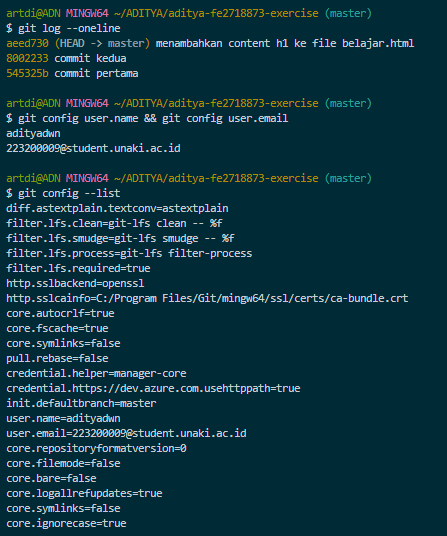 artdi@ADN MINGW64 ~/ADITYA/aditya-fe2718873-exercise (master)
$ git log --oneline
aeed730 (HEAD -> master) menambahkan content h1 ke file belajar.html
8002233 commit kedua
545325b commit pertama
artdi@ADN MINGW64 ~/ADITYA/aditya-fe2718873-exercise (master)
$ git config user.name && git config user.email
adityadwn
223200009@student.unaki.ac.id
artdi@ADN MINGW64 ~/ADITYA/aditya-fe2718873-exercise (master)
$ git config --list
diff.astextplain.textconv=astextplain
filter.lfs.clean=git-lfs clean -- %f
filter.lfs.smudge=git-lfs smudge -- %f
filter.lfs.process=git-lfs filter-process
filter.lfs.required=true
http.sslbackend=openssl
http.sslcainfo=C:/Program Files/Git/mingw64/ssl/certs/ca-bundle.crt
core.autocrlf=true
core.fscache=true
core.symlinks=false
pull.rebase=false
credential.helper=manager-core
credential.https://dev.azure.com.usehttppath=true
init.defaultbranch=master
user.name=adityadwn
user.email=223200009@student.unaki.ac.id
core.repositoryformatversion=0
core.filemode=false
core.bare=false
core.logallrefupdates=true
core.symlinks=false
core.ignorecase=true